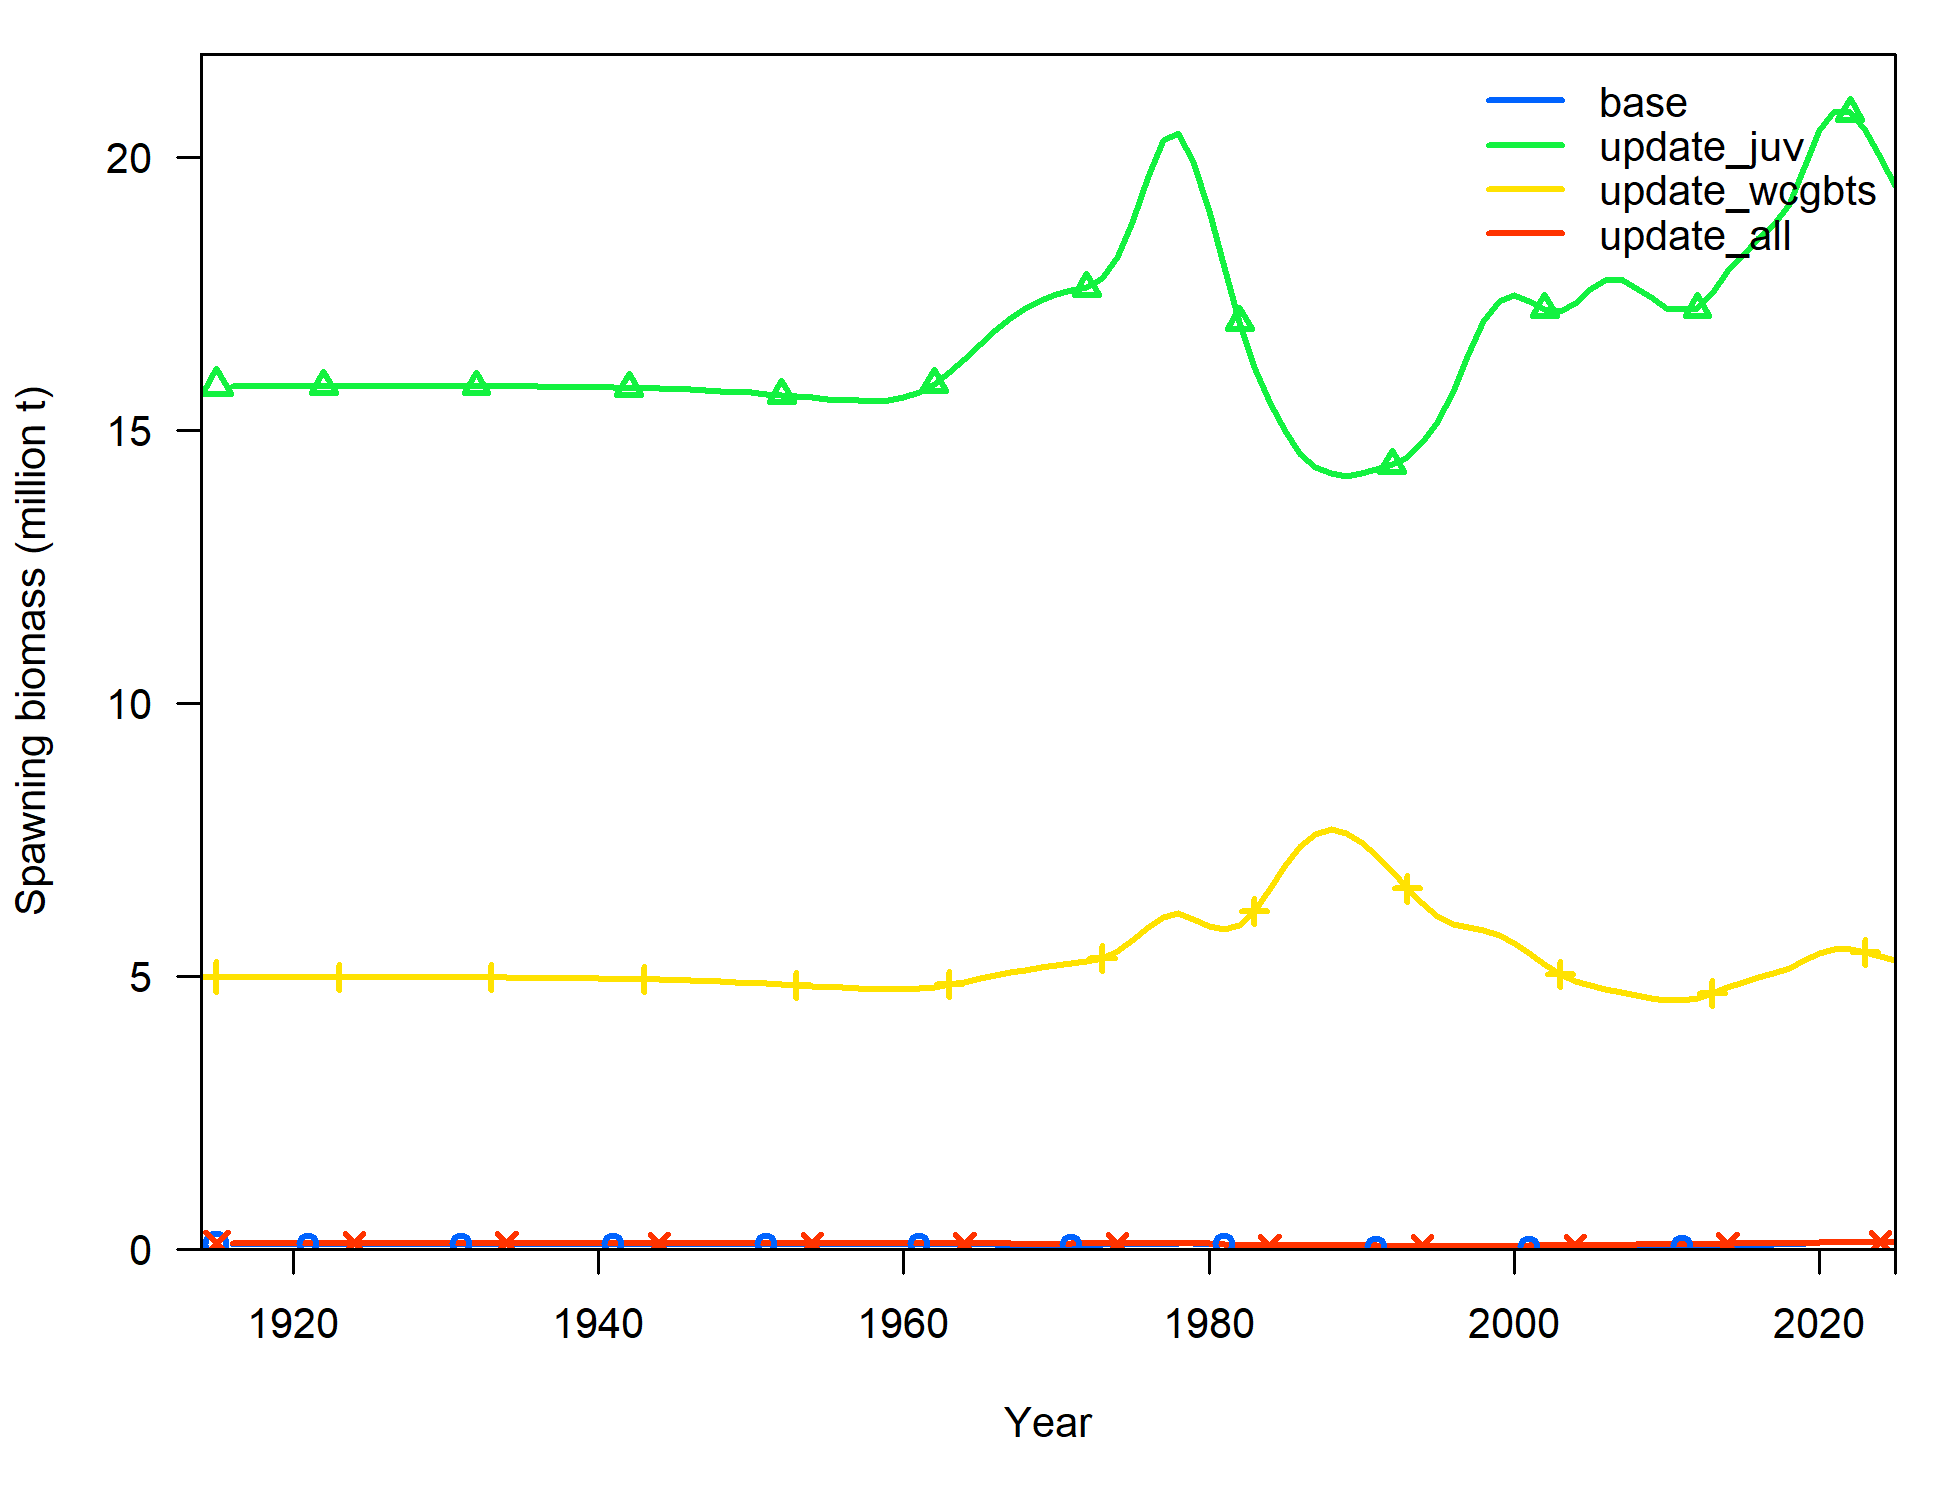 base
update_juv
update_wcgbts
update_all
20
15
10
5
0
Spawning biomass (million t)
1920 1940 1960 1980 2000 2020
Year